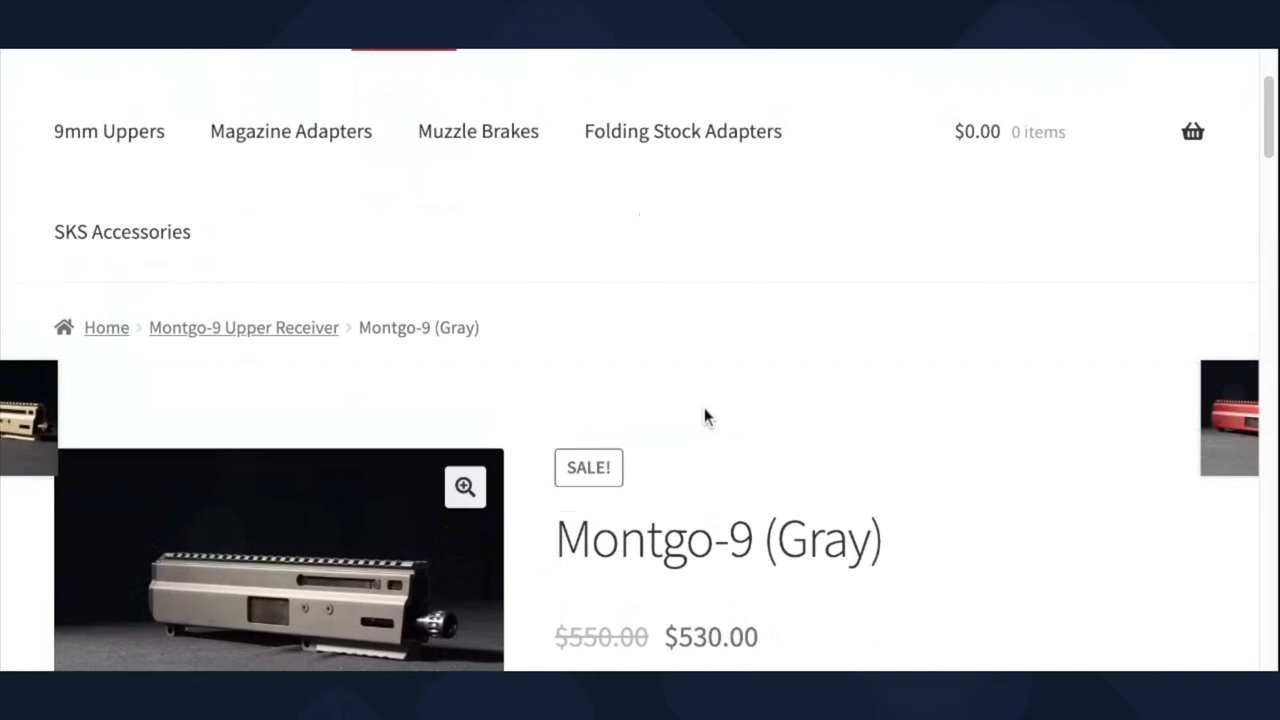 9mm Uppers Magazine Adapters Muzzle Brakes Folding Stock Adapters $0.00 0 items
SKS Accessories
Home › Montgo-9 Upper Receiver › Montgo-9 (Gray)
SALE!
Montgo-9 (Gray)
$550.00 $530.00